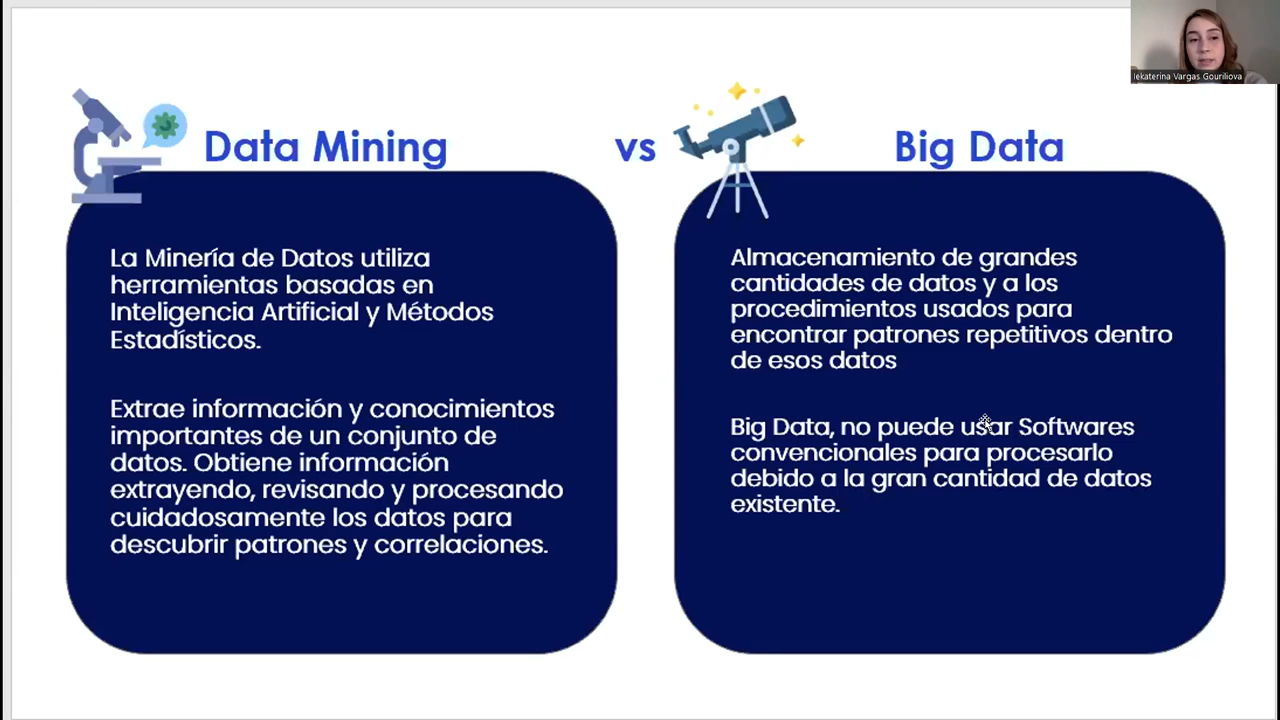 Iekaterina Vargas Gouriliova
Data Mining
vs
Big Data
La Minería de Datos utiliza
herramientas basadas en
Inteligencia Artificial y Métodos
Estadísticos.
Extrae información y conocimientos
importantes de un conjunto de
datos. Obtiene información
extrayendo, revisando y procesando
cuidadosamente los datos para
descubrir patrones y correlaciones.
Almacenamiento de grandes
cantidades de datos y a los
procedimientos usados para
encontrar patrones repetitivos dentro
de esos datos
Big Data, no puede usar Softwares
convencionales para procesarlo
debido a la gran cantidad de datos
existente.